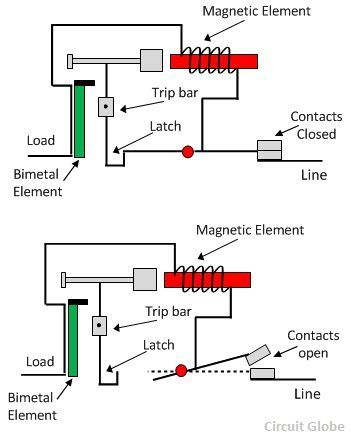 Magnetic Element
Trip bar
Contacts
Closed
Latch
Load
Bimetal
Element
Line
Magnetic Element
Trip bar
Contacts
open
Load
Latch
Bimetal
Element
Line
Circuit Globe